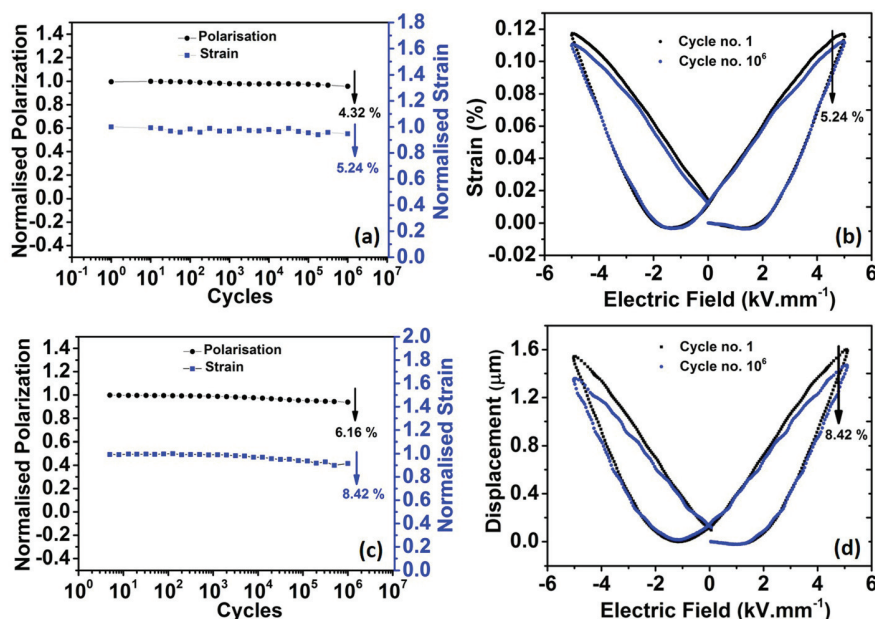 Normalised Polarization
1.4
1.2
1.0
0.8
0.6
0.4
0.2
0.0
-0.2
-0.4
Polarisation
Strain
4.32 %
5.24 %
(a)
1.8
1.6
1.4
1.2
1.0
0.8
0.6
0.4
0.2
0.0
Normalised Strain
10-1 100 101 102 103 104 105 106 107
Cycles
Strain (%)
0.12
0.10
0.08
0.06
0.04
0.02
0.00
-0.02
Cycle no. 1
Cycle no. 10⁶
5.24 %
(b)
-6 -4 -2 0 2 4 6
Electric Field (kV.mm⁻¹)
Normalised Polarization
1.4
1.2
1.0
0.8
0.6
0.4
0.2
0.0
-0.2
-0.4
Polarisation
Strain
6.16 %
8.42 %
(c)
2.0
1.8
1.6
1.4
1.2
1.0
0.8
0.6
0.4
0.2
0.0
Normalised Strain
10⁰ 10¹ 10² 10³ 10⁴ 10⁵ 10⁶ 10⁷
Cycles
Displacement (µm)
1.6
1.2
0.8
0.4
0.0
Cycle no. 1
Cycle no. 10⁶
8.42 %
(d)
-6 -4 -2 0 2 4 6
Electric Field (kV.mm⁻¹)